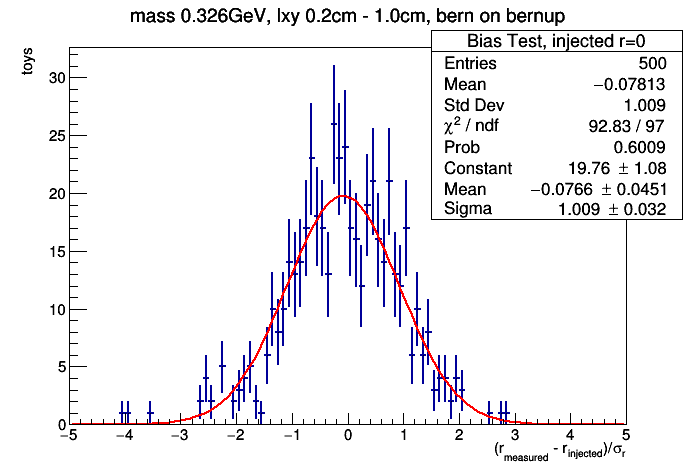 mass 0.326GeV, lxy 0.2cm - 1.0cm, bern on bernup
Bias Test, injected r=0
Entries 500
Mean −0.07813
Std Dev 1.009
χ² / ndf 92.83 / 97
Prob 0.6009
Constant 19.76 ± 1.08
Mean −0.0766 ± 0.0451
Sigma 1.009 ± 0.032
toys
30
25
20
15
10
5
0
−5 −4 −3 −2 −1 0 1 2 3 4 5
(r_measured - r_injected)/σ_r